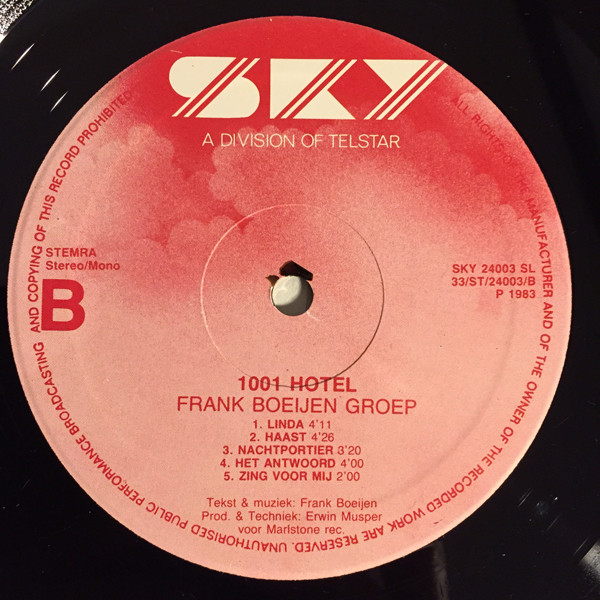 SKY
A DIVISION OF TELSTAR
ALL RIGHTS OF THE MANUFACTURER AND OF THE OWNER OF THE RECORDED WORK ARE RESERVED. UNAUTHORISED PUBLIC PERFORMANCE BROADCASTING AND COPYING OF THIS RECORD PROHIBITED
STEMRA
Stereo/Mono
B
SKY 24003 SL
33/ST/24003/B
P 1983
1001 HOTEL
FRANK BOEIJEN GROEP
1. LINDA 4'11
2. HAAST 4'26
3. NACHTPORTIER 3'20
4. HET ANTWOORD 4'00
5. ZING VOOR MIJ 2'00
Tekst & muziek: Frank Boeijen
Prod. & Techniek: Erwin Musper
voor Marlstone rec.